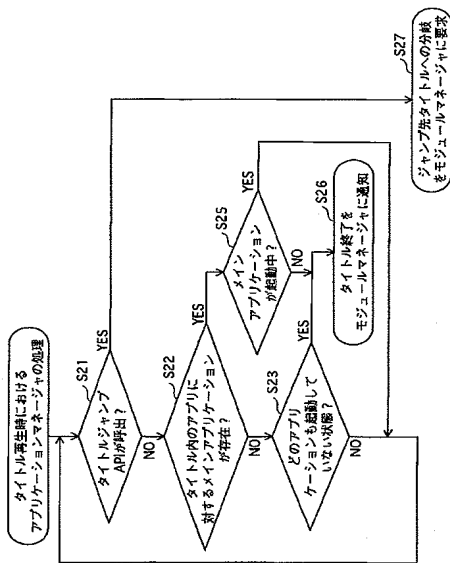 タイトル再生時における
アプリケーションマネージャの処理
S21
タイトルジャンプ
APIが呼出？
YES
NO
S22
タイトル内のアプリに
対するメインアプリケーション
が存在？
YES
NO
S23
どのアプリ
ケーションも起動して
いない状態？
YES
NO
S25
メイン
アプリケーション
が起動中？
YES
NO
S26
タイトル終了を
モジュールマネージャに通知
S27
ジャンプ先タイトルへの分岐
をモジュールマネージャに要求